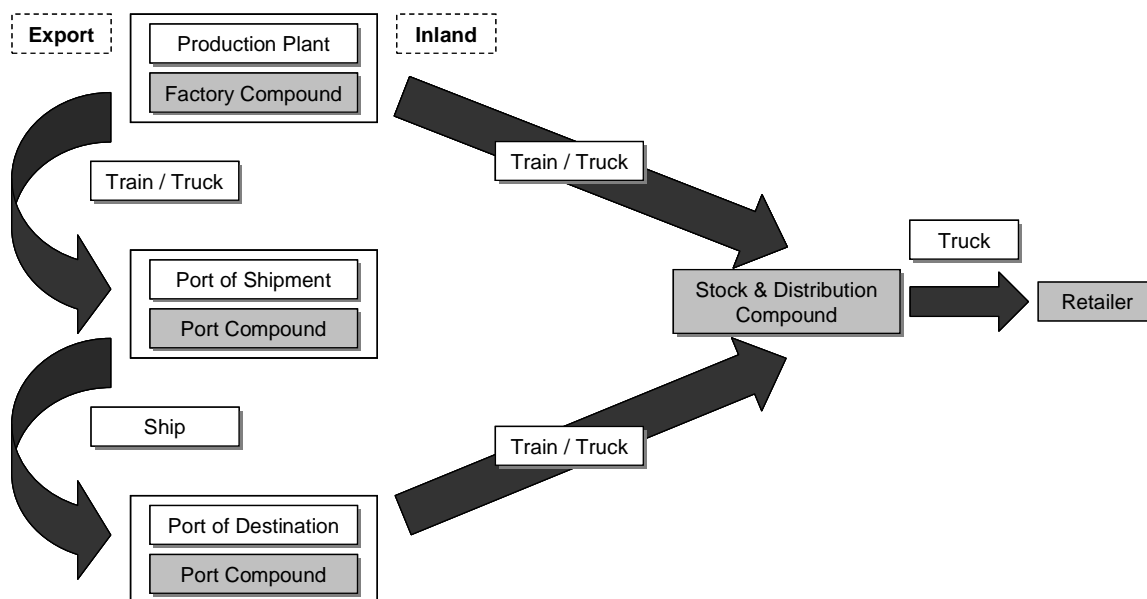 Export
Production Plant
Inland
Factory Compound
Train / Truck
Train / Truck
Port of Shipment
Port Compound
Truck
Stock & Distribution
Compound
Retailer
Ship
Train / Truck
Port of Destination
Port Compound